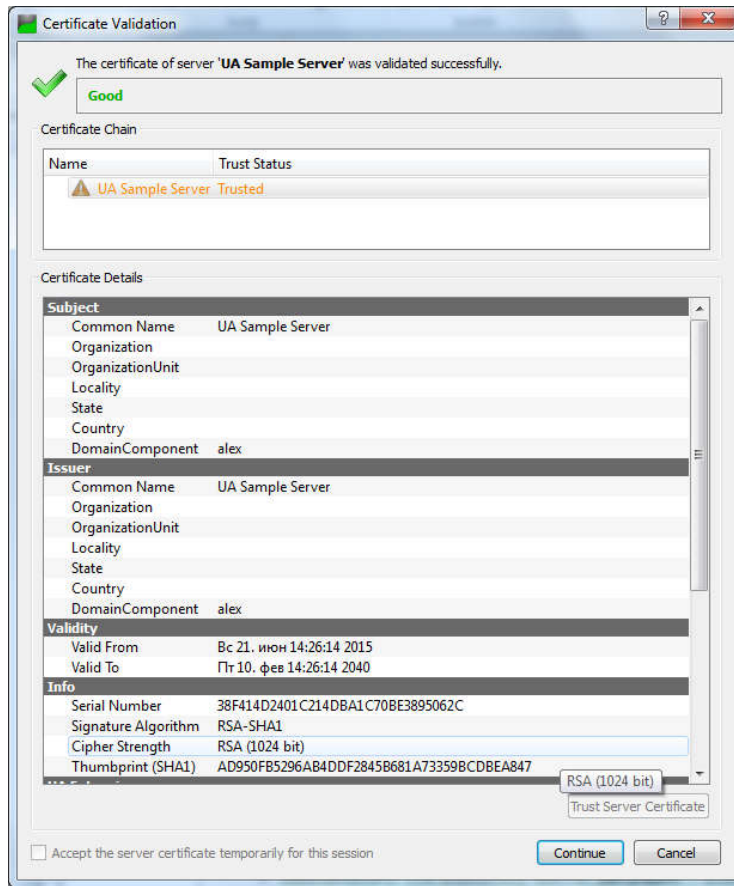 Certificate Validation
The certificate of server 'UA Sample Server' was validated successfully.
Good
Certificate Chain
Name Trust Status
UA Sample Server Trusted
Certificate Details
Subject
Common Name UA Sample Server
Organization
OrganizationUnit
Locality
State
Country
DomainComponent alex
Issuer
Common Name UA Sample Server
Organization
OrganizationUnit
Locality
State
Country
DomainComponent alex
Validity
Valid From Вс 21. июн 14:26:14 2015
Valid To Пт 10. фев 14:26:14 2040
Info
Serial Number 38F414D2401C214DBA1C70BE3895062C
Signature Algorithm RSA-SHA1
Cipher Strength RSA (1024 bit)
Thumbprint (SHA1) AD950FB5296AB4DDF2845B681A73359BCDBEA847
RSA (1024 bit)
Trust Server Certificate
Accept the server certificate temporarily for this session
Continue Cancel